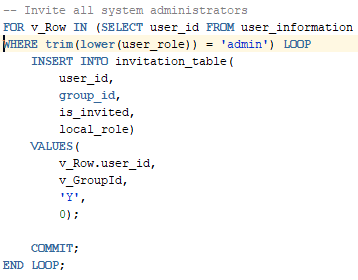 -- Invite all system administrators
FOR v_Row IN (SELECT user_id FROM user_information
WHERE trim(lower(user_role)) = 'admin') LOOP
    INSERT INTO invitation_table(
        user_id,
        group_id,
        is_invited,
        local_role)
    VALUES(
        v_Row.user_id,
        v_GroupId,
        'Y',
        0);

    COMMIT;
END LOOP;